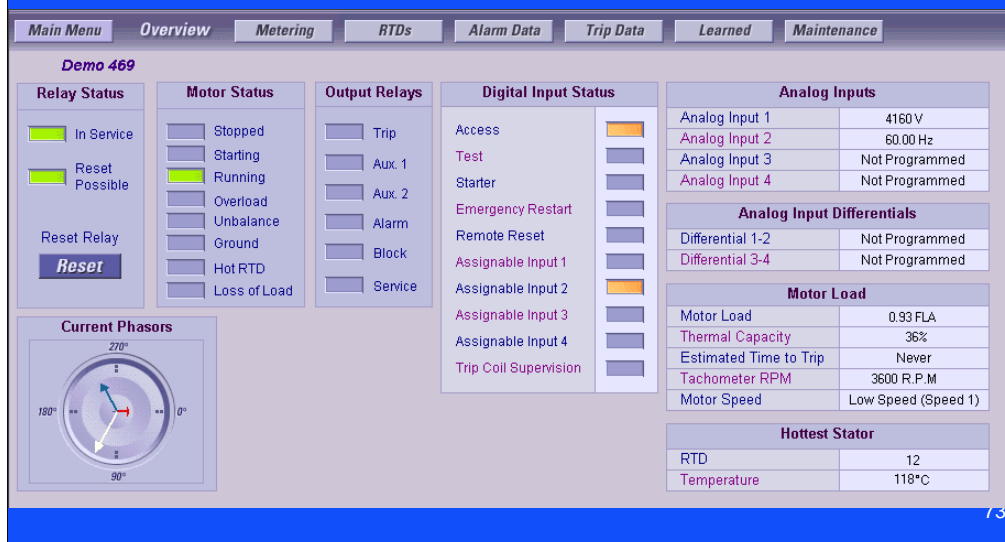 Main Menu Overview Metering RTDs Alarm Data Trip Data Learned Maintenance
Demo 469
Relay Status
In Service
Reset
Possible
Reset Relay
Reset
Motor Status
Stopped
Starting
Running
Overload
Unbalance
Ground
Hot RTD
Loss of Load
Output Relays
Trip
Aux. 1
Aux. 2
Alarm
Block
Service
Digital Input Status
Access
Test
Starter
Emergency Restart
Remote Reset
Assignable Input 1
Assignable Input 2
Assignable Input 3
Assignable Input 4
Trip Coil Supervision
Analog Inputs
Analog Input 1 4160 V
Analog Input 2 60.00 Hz
Analog Input 3 Not Programmed
Analog Input 4 Not Programmed
Analog Input Differentials
Differential 1-2 Not Programmed
Differential 3-4 Not Programmed
Motor Load
Motor Load 0.93 FLA
Thermal Capacity 36%
Estimated Time to Trip Never
Tachometer RPM 3600 R.P.M
Motor Speed Low Speed (Speed 1)
Hottest Stator
RTD 12
Temperature 118°C
Current Phasors
270°
180° 0°
90°
73